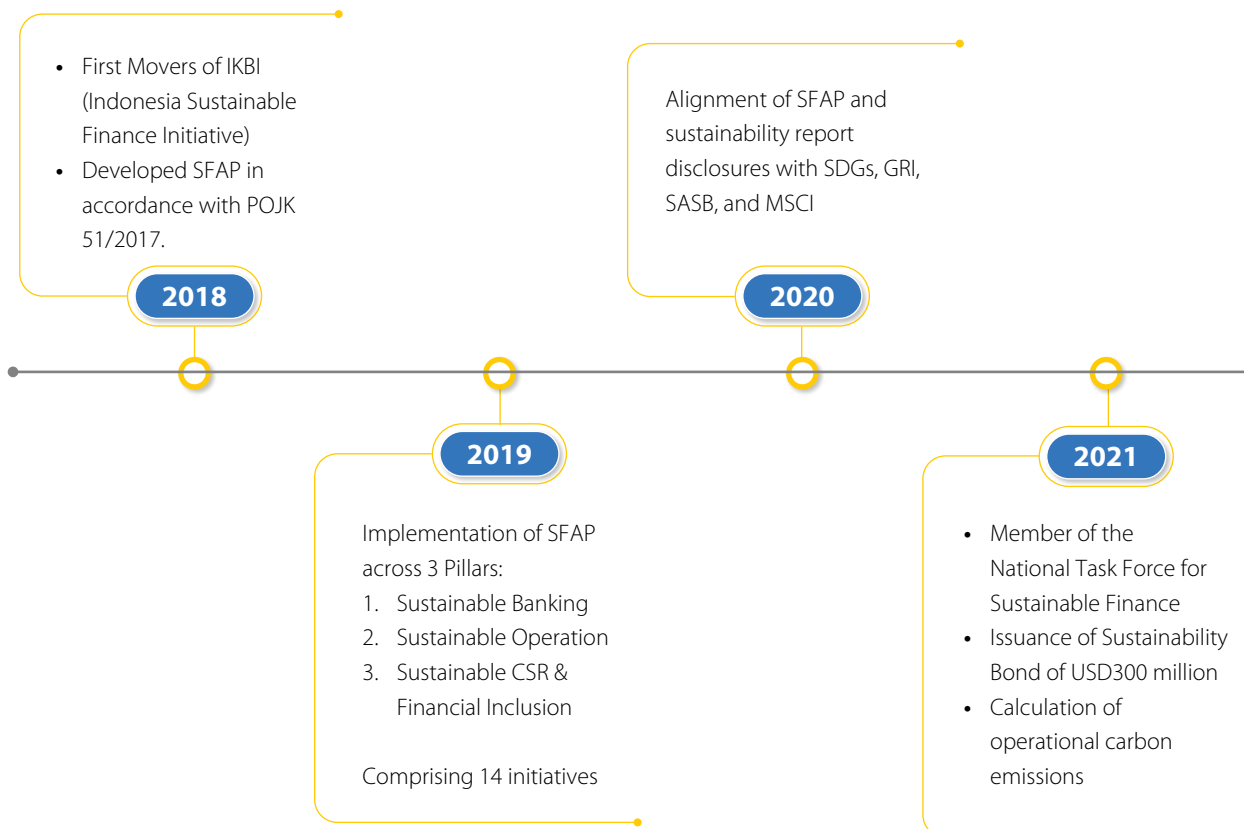 • First Movers of IKBI
(Indonesia Sustainable
Finance Initiative)
• Developed SFAP in
accordance with POJK
51/2017.
2018
2019
Implementation of SFAP
across 3 Pillars:
1. Sustainable Banking
2. Sustainable Operation
3. Sustainable CSR &
Financial Inclusion
Comprising 14 initiatives
Alignment of SFAP and
sustainability report
disclosures with SDGs, GRI,
SASB, and MSCI
2020
2021
• Member of the
National Task Force for
Sustainable Finance
• Issuance of Sustainability
Bond of USD300 million
• Calculation of
operational carbon
emissions